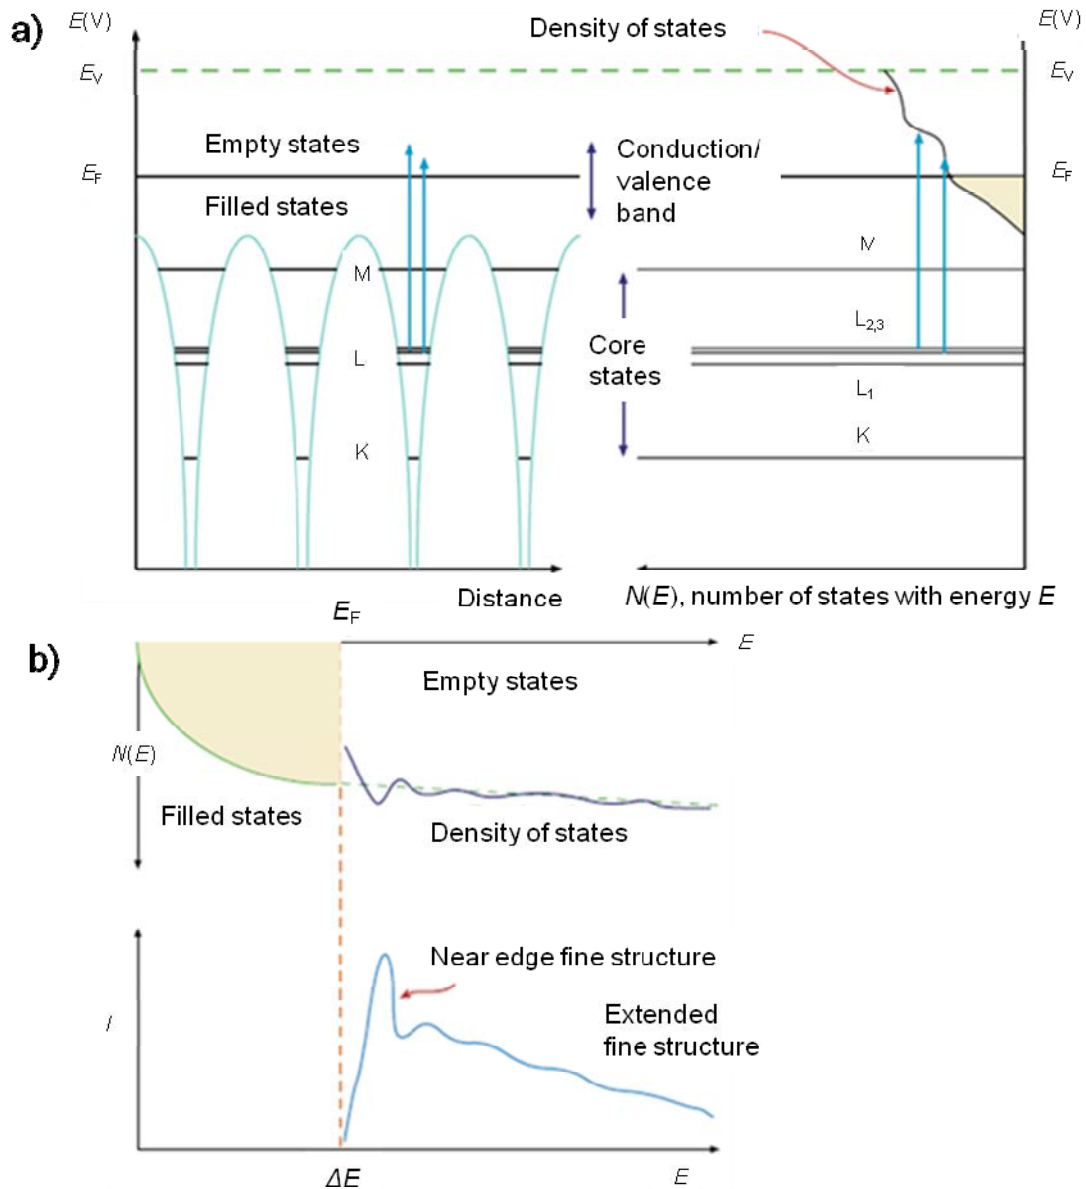 a)
E(V)
Density of states
E(V)
EV
EV
Empty states
Conduction/
valence
band
EF
EF
Filled states
M
M
L2,3
L
Core
states
L1
K
K
Distance
N(E), number of states with energy E
EF
b)
E
Empty states
N(E)
Filled states
Density of states
Near edge fine structure
I
Extended
fine structure
ΔE
E